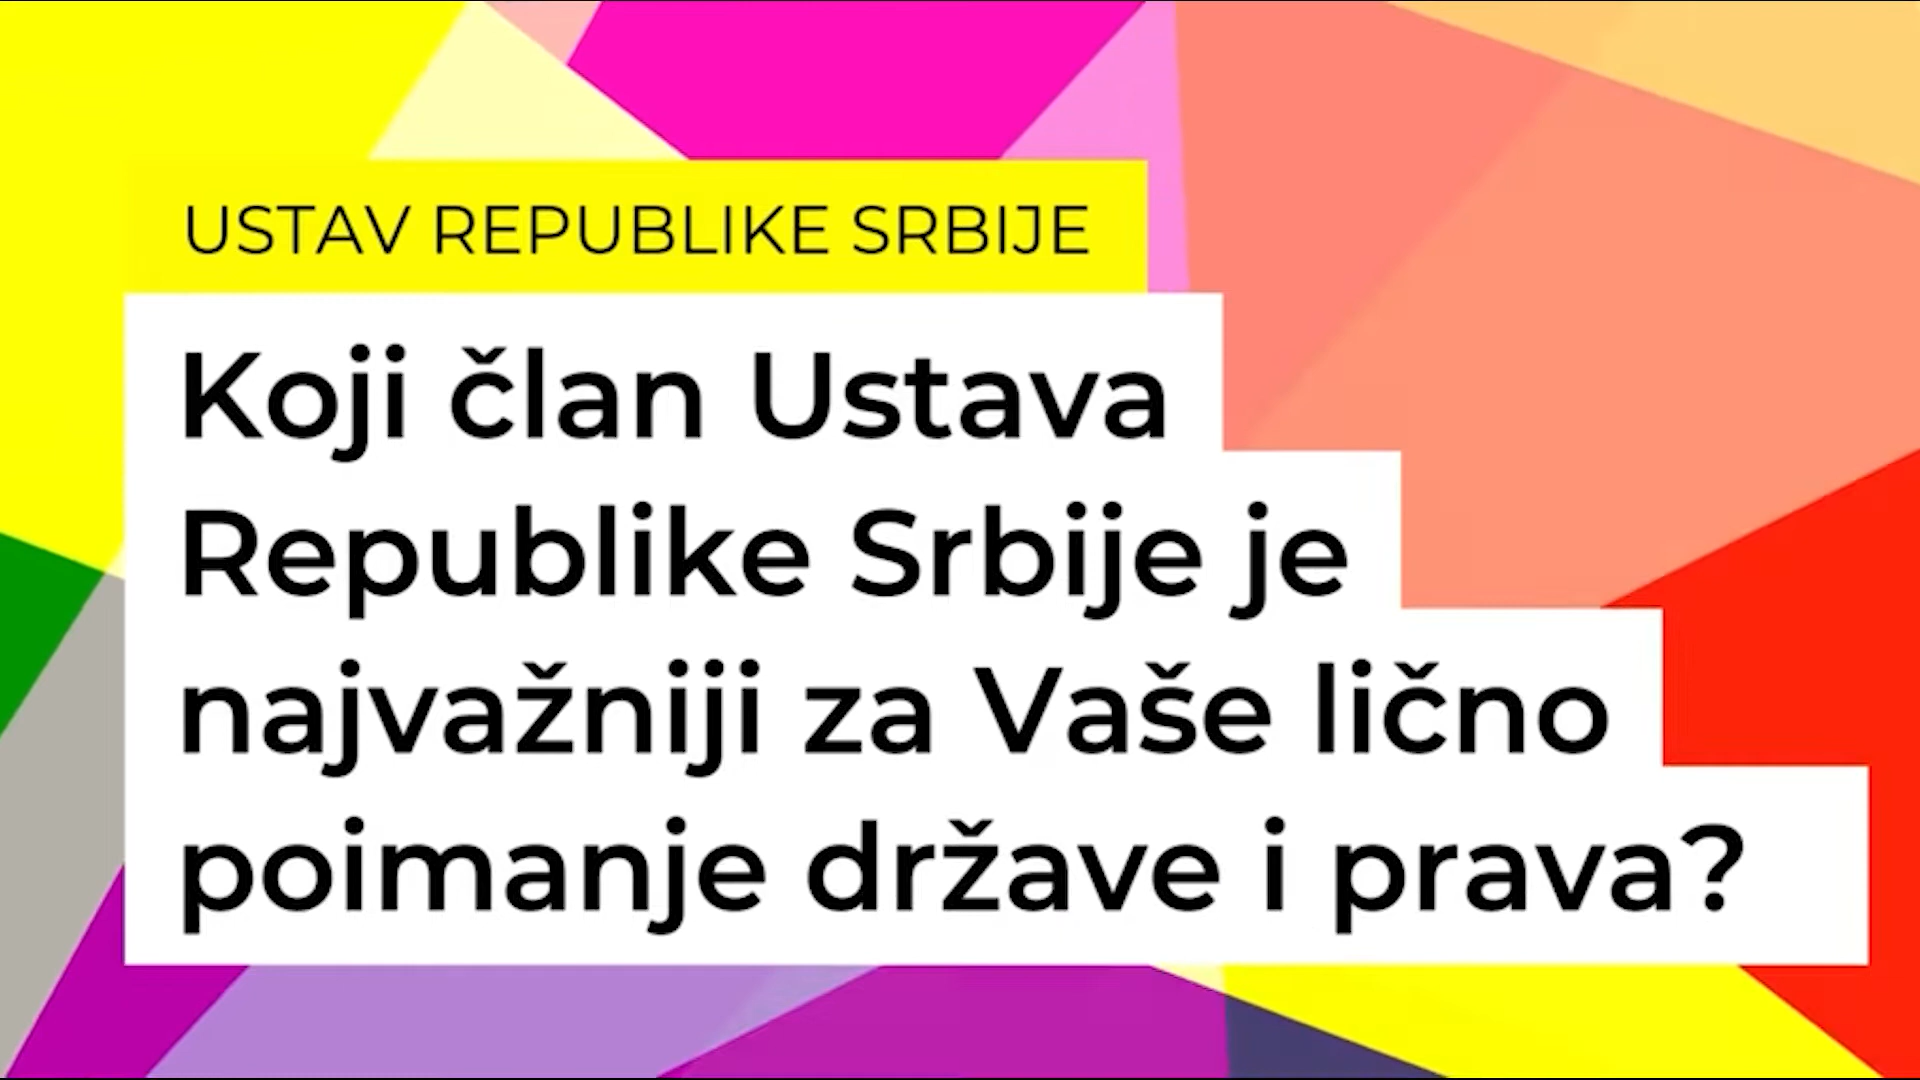 USTAV REPUBLIKE SRBIJE
Koji član Ustava
Republike Srbije je
najvažniji za Vaše lično
poimanje države i prava?